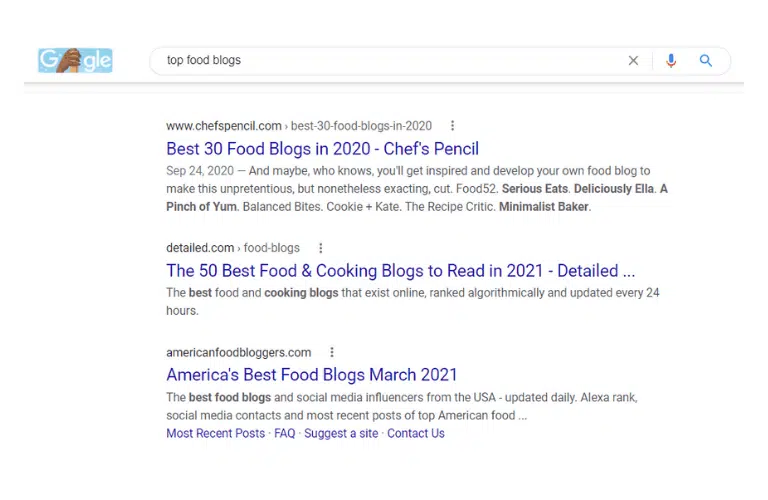 Google
top food blogs
www.chefspencil.com › best-30-food-blogs-in-2020
Best 30 Food Blogs in 2020 - Chef's Pencil
Sep 24, 2020 — And maybe, who knows, you'll get inspired and develop your own food blog to
make this unpretentious, but nonetheless exacting, cut. Food52. Serious Eats. Deliciously Ella. A
Pinch of Yum. Balanced Bites. Cookie + Kate. The Recipe Critic. Minimalist Baker.
detailed.com › food-blogs
The 50 Best Food & Cooking Blogs to Read in 2021 - Detailed ...
The best food and cooking blogs that exist online, ranked algorithmically and updated every 24
hours.
americanfoodbloggers.com
America's Best Food Blogs March 2021
The best food blogs and social media influencers from the USA - updated daily. Alexa rank,
social media contacts and most recent posts of top American food ...
Most Recent Posts · FAQ · Suggest a site · Contact Us